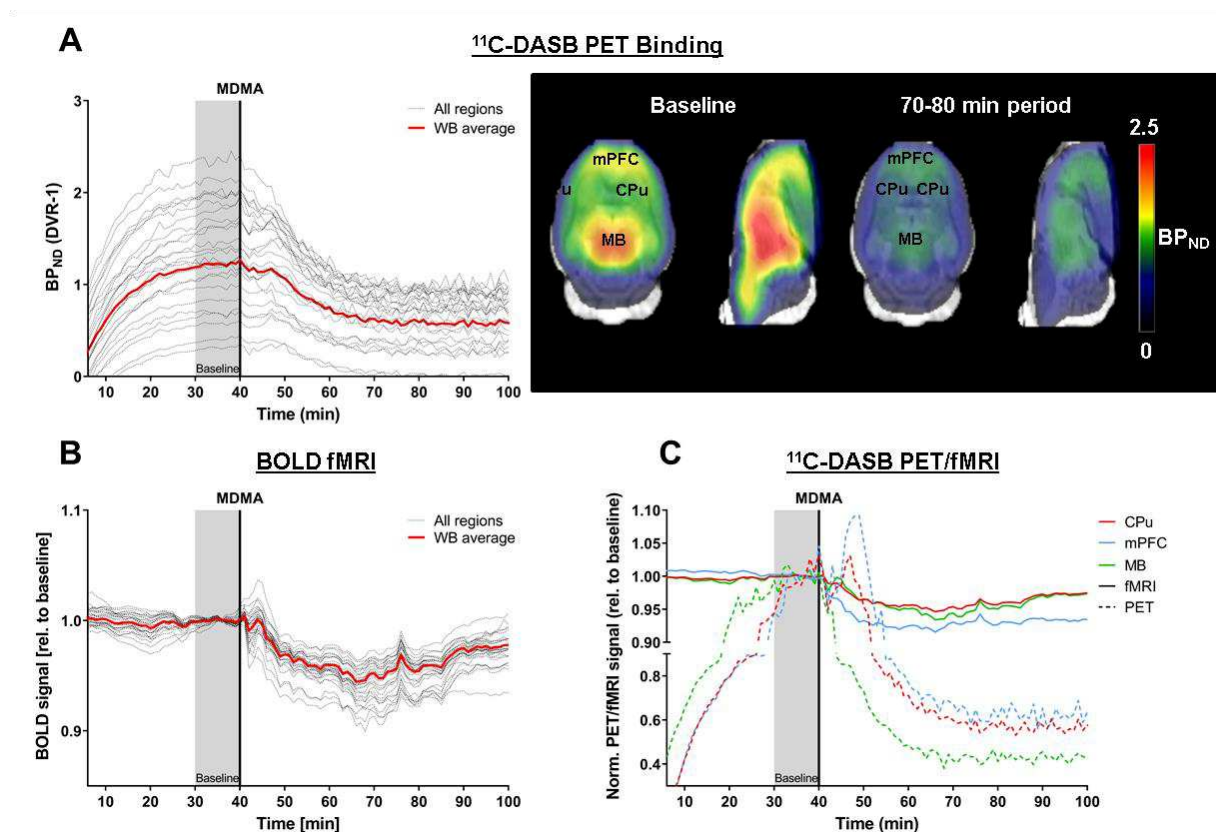 A
¹¹C-DASB PET Binding
MDMA
All regions
WB average
3
2
1
0
BP_ND (DVR-1)
Baseline
10 20 30 40 50 60 70 80 90 100
Time (min)
Baseline
70-80 min period
mPFC
u
CPu
MB
mPFC
CPu CPu
MB
2.5
BP_ND
0
B
BOLD fMRI
MDMA
All regions
WB average
1.1
1.0
0.9
BOLD signal [rel. to baseline]
Baseline
10 20 30 40 50 60 70 80 90 100
Time [min]
C
¹¹C-DASB PET/fMRI
MDMA
CPu
mPFC
MB
fMRI
PET
1.10
1.05
1.00
0.95
0.90
0.8
0.6
0.4
Norm. PET/fMRI signal (rel. to baseline)
Baseline
10 20 30 40 50 60 70 80 90 100
Time (min)